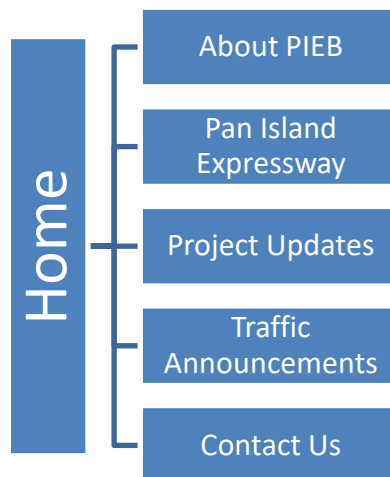 Home
About PIEB
Pan Island
Expressway
Project Updates
Traffic
Announcements
Contact Us